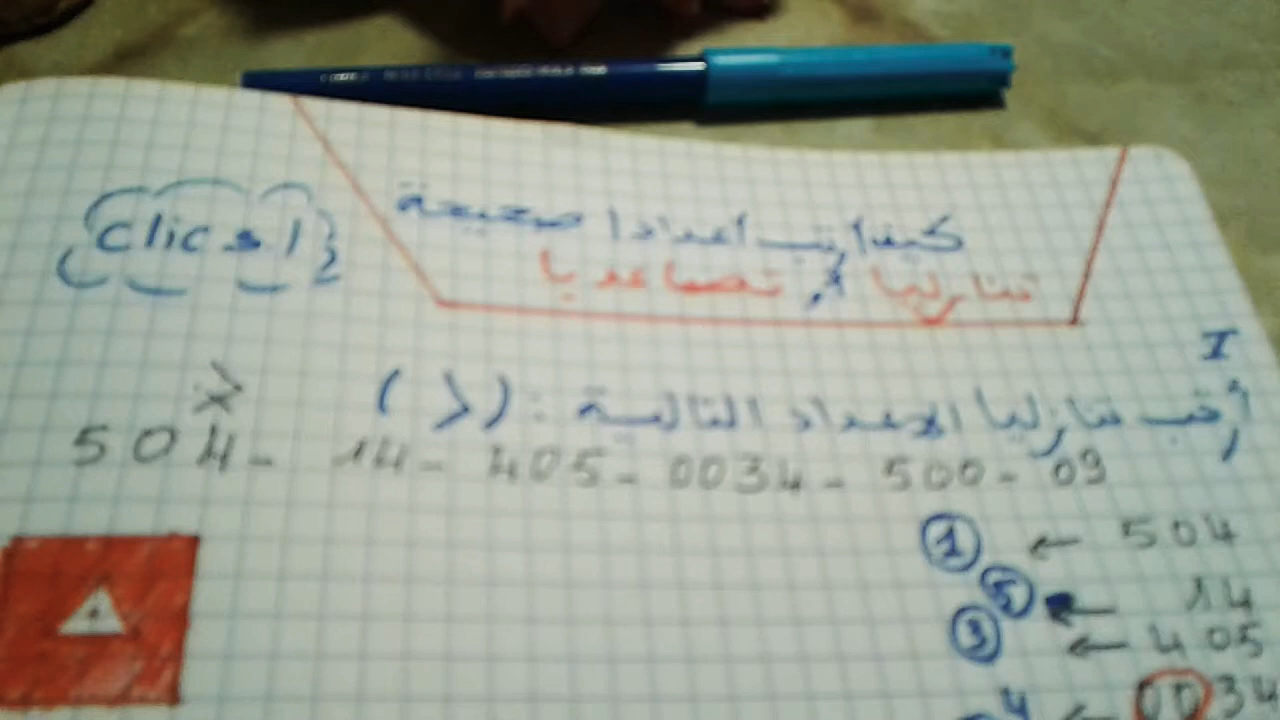 كيف أرتب أعدادا صحيحة
تنازليا أو تصاعديا
clic & 1
I
أرتب تنازليا الأعداد التالية : (>)
>
504 - 14 - 405 - 0034 - 500 - 09
504 ← 1
14 ← 5
405 ← 3
0034 ← 4